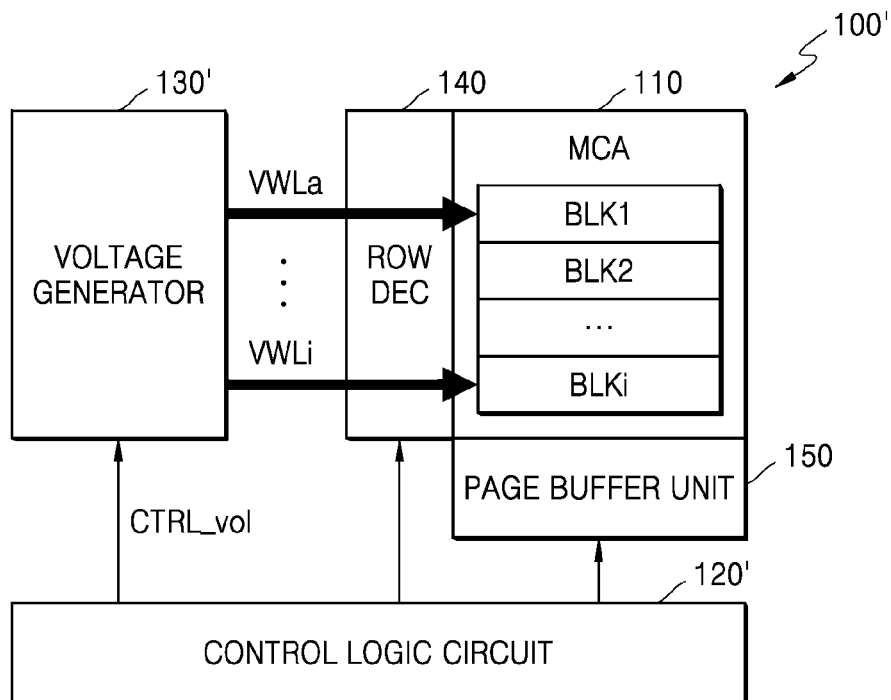 100'
130'
140
110
VOLTAGE
GENERATOR
VWLa
⋮
VWLi
ROW
DEC
MCA
BLK1
BLK2
...
BLKi
PAGE BUFFER UNIT
150
CTRL_vol
120'
CONTROL LOGIC CIRCUIT